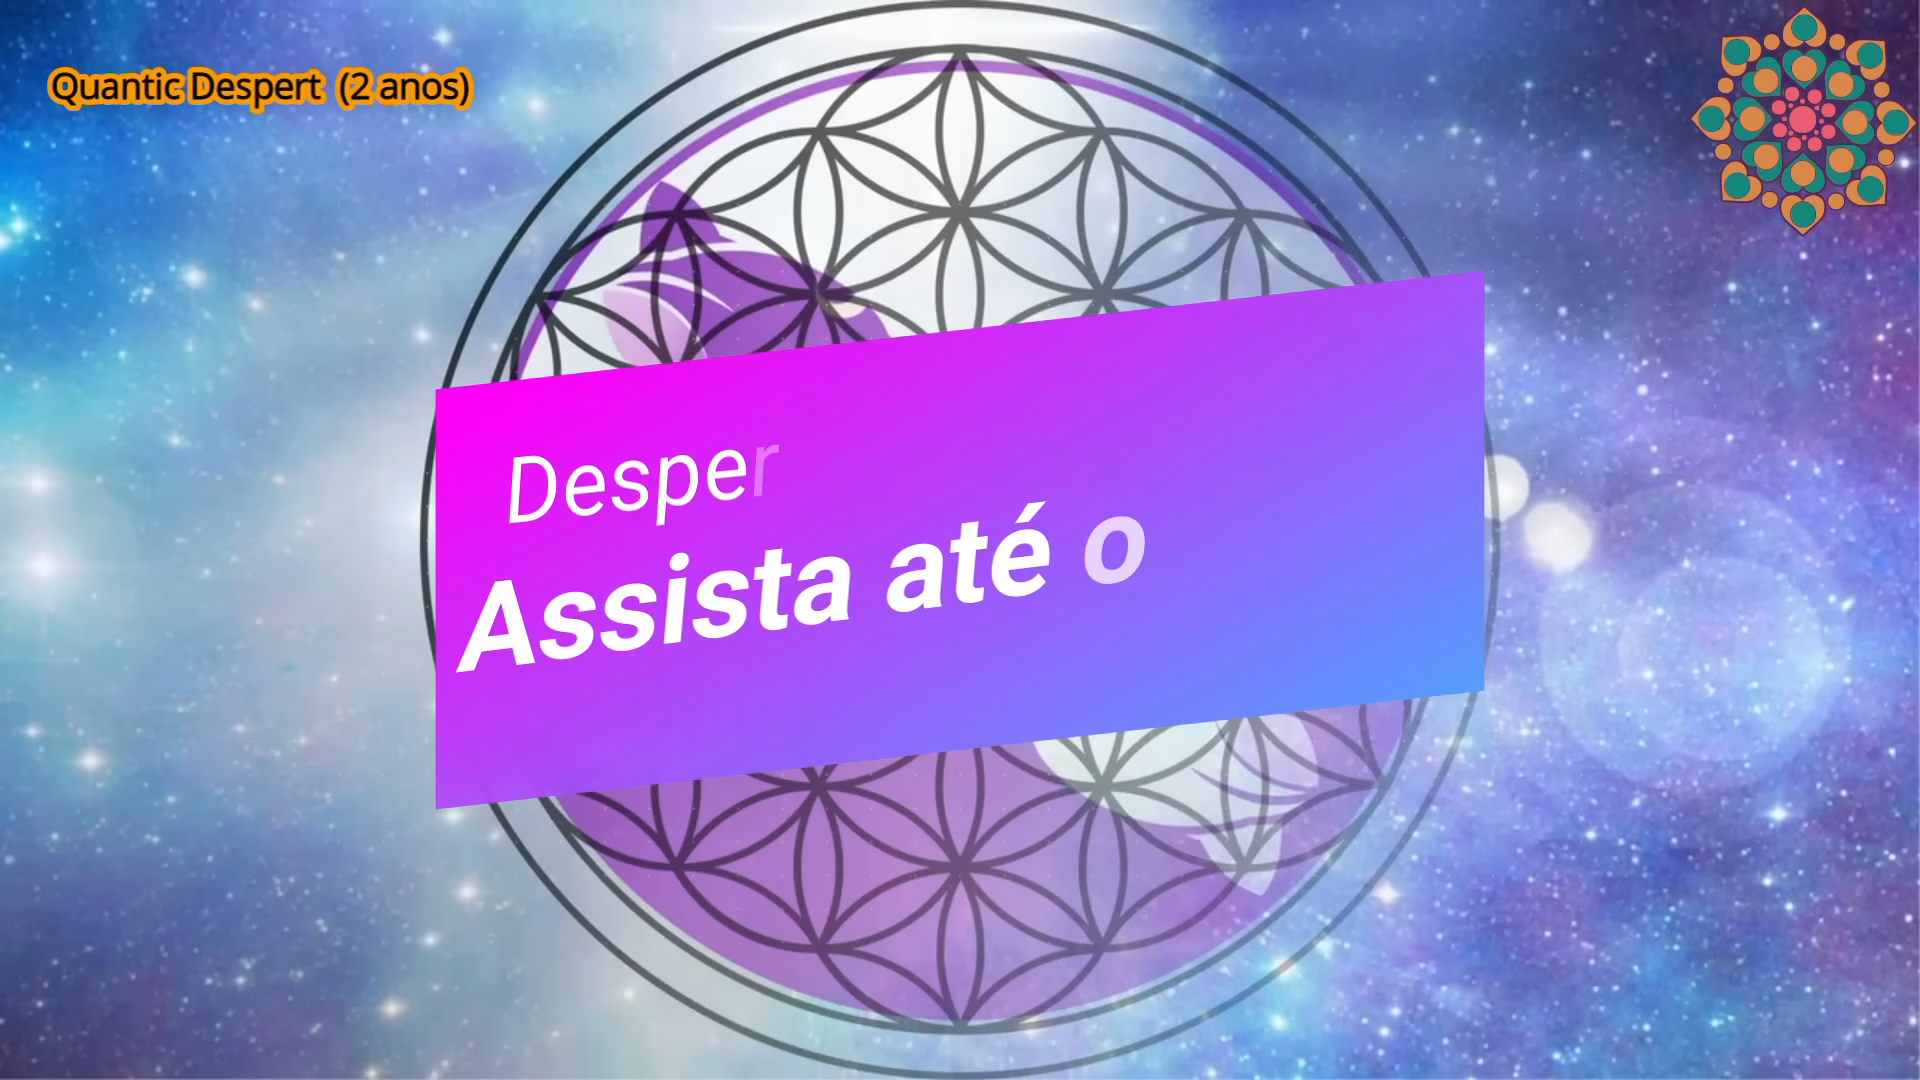 Quantic Despert (2 anos)
Desper
Assista até o